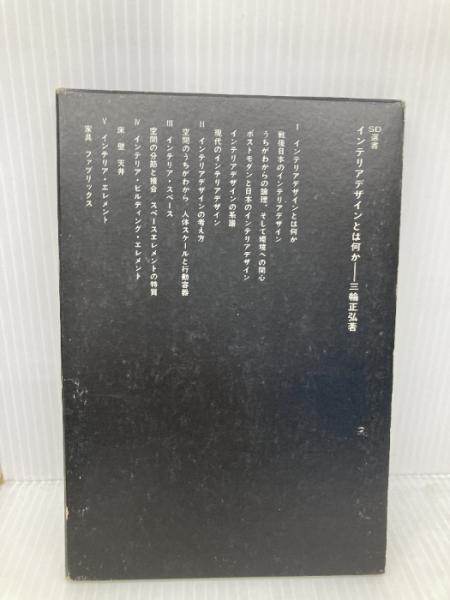 SD選書
インテリアデザインとは何か――三輪正弘著
I インテリアデザインとは何か
戦後日本のインテリアデザイン
うちがわからの論理、そして環境への関心
ポストモダンと日本のインテリアデザイン
インテリアデザインの系譜
現代のインテリアデザイン
II インテリアデザインの考え方
空間のうちがわから 人体スケールと行動容器
III インテリア・スペース
空間の分節と複合 スペースエレメントの特質
IV インテリア・ビルディング・エレメント
床 壁 天井
V インテリア・エレメント
家具 ファブリックス